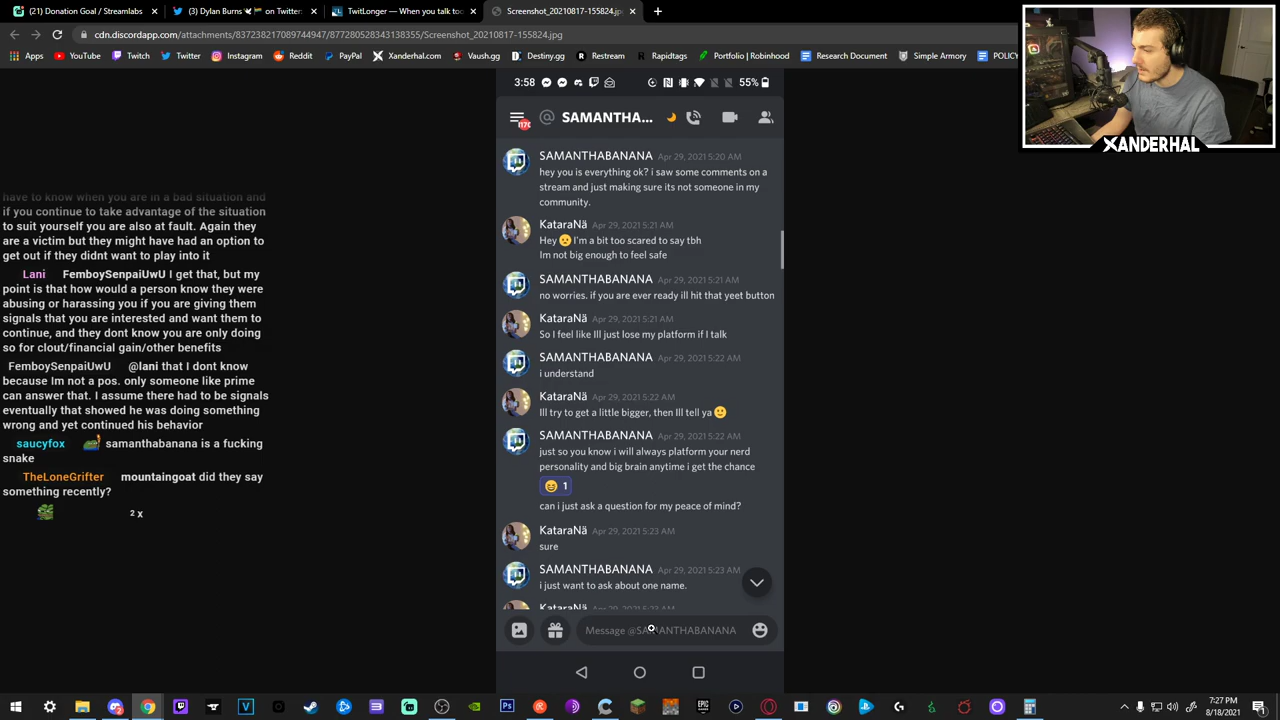 (21) Donation Goal / Streamlabs
(3) Dylan Burns on Twitter:
TwitLonger — When you talk too
Screenshot_20210817-155824.jpg
cdn.discordapp.com/attachments/837238217089744947/877280528343138355/Screenshot_20210817-155824.jpg
Apps YouTube Twitch Twitter Instagram Reddit PayPal Xanderhal.com Vaush.gg Destiny.gg Restream Rapidtags Portfolio | Robinhood Research Document Simple Armory
XANDERHAL
have to know when you are in a bad situation and
if you continue to take advantage of the situation
to suit yourself you are also at fault. Again they
are a victim but they might have had an option to
get out if they didnt want to play into it
Lani FemboySenpaiUwU I get that, but my
point is that how would a person know they were
abusing or harassing you if you are giving them
signals that you are interested and want them to
continue, and they dont know you are only doing
so for clout/financial gain/other benefits
FemboySenpaiUwU @lani that I dont know
because Im not a pos. only someone like prime
can answer that. I assume there had to be signals
eventually that showed he was doing something
wrong and yet continued his behavior
saucyfox samanthabanana is a fucking
snake
TheLoneGrifter mountaingoat did they say
something recently?
2 x
3:58 55%
@ SAMANTHA...
SAMANTHABANANA Apr 29, 2021 5:20 AM
hey you is everything ok? i saw some comments on a
stream and just making sure its not someone in my
community.
KataraNä Apr 29, 2021 5:21 AM
Hey 😕 I'm a bit too scared to say tbh
Im not big enough to feel safe
SAMANTHABANANA Apr 29, 2021 5:21 AM
no worries. if you are ever ready ill hit that yeet button
KataraNä Apr 29, 2021 5:21 AM
So I feel like Ill just lose my platform if I talk
SAMANTHABANANA Apr 29, 2021 5:22 AM
i understand
KataraNä Apr 29, 2021 5:22 AM
Ill try to get a little bigger, then Ill tell ya 🙂
SAMANTHABANANA Apr 29, 2021 5:22 AM
just so you know i will always platform your nerd
personality and big brain anytime i get the chance
😆 1
can i just ask a question for my peace of mind?
KataraNä Apr 29, 2021 5:23 AM
sure
SAMANTHABANANA Apr 29, 2021 5:23 AM
i just want to ask about one name.
KataraNä Apr 29, 2021 5:23 AM
Message @SAMANTHABANANA
7:27 PM
8/18/2021